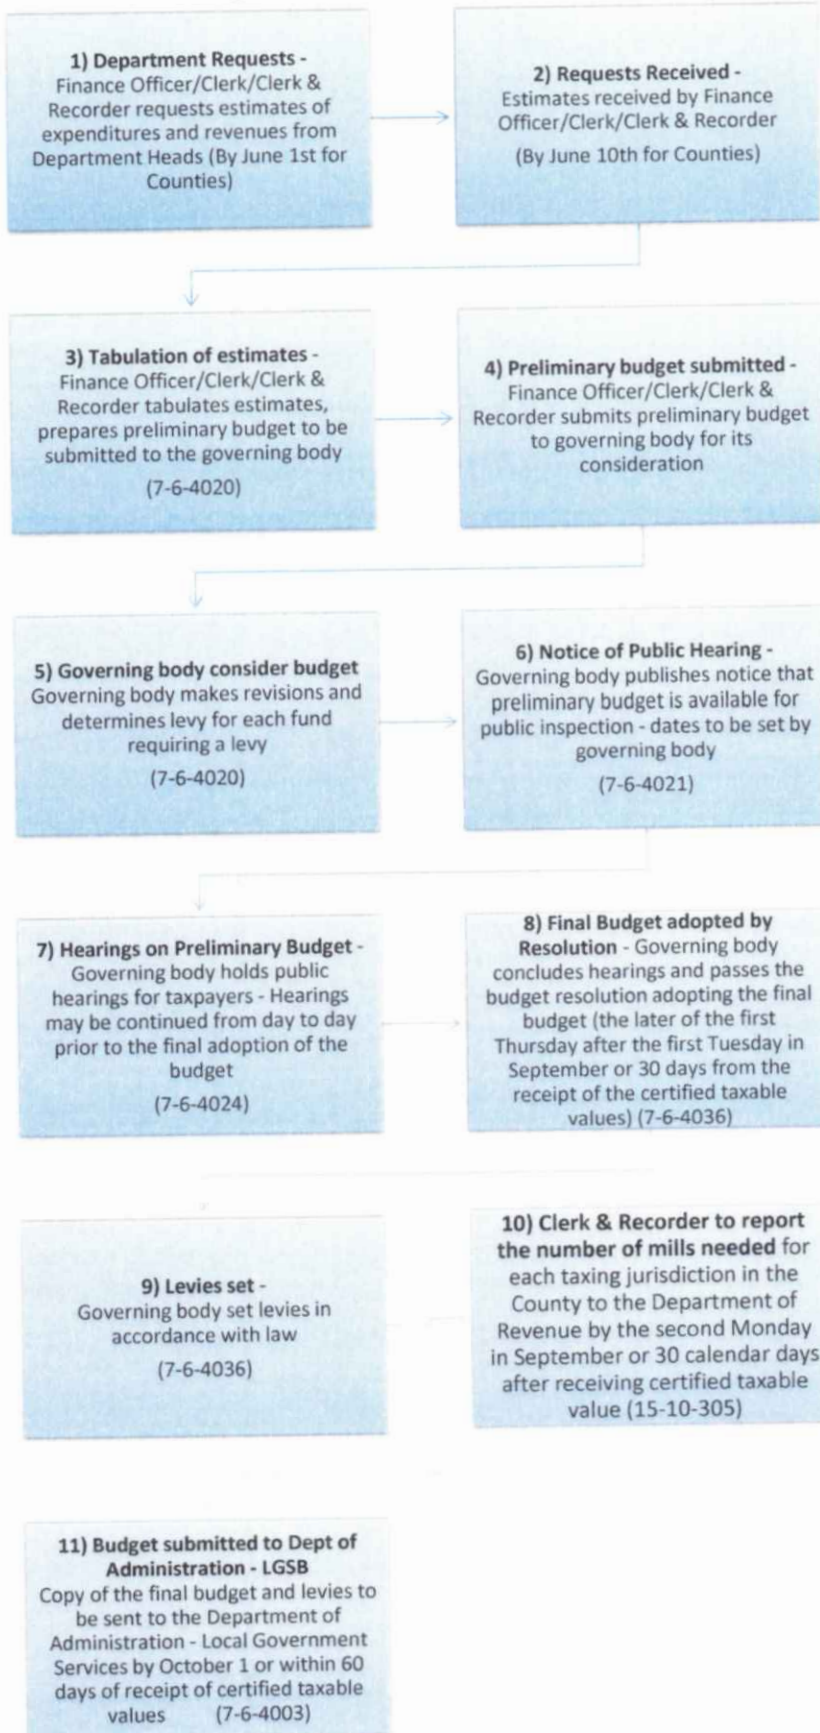 1) Department Requests -
Finance Officer/Clerk/Clerk &
Recorder requests estimates of
expenditures and revenues from
Department Heads (By June 1st for
Counties)
2) Requests Received -
Estimates received by Finance
Officer/Clerk/Clerk & Recorder
(By June 10th for Counties)
3) Tabulation of estimates -
Finance Officer/Clerk/Clerk &
Recorder tabulates estimates,
prepares preliminary budget to be
submitted to the governing body
(7-6-4020)
4) Preliminary budget submitted -
Finance Officer/Clerk/Clerk &
Recorder submits preliminary budget
to governing body for its
consideration
5) Governing body consider budget
Governing body makes revisions and
determines levy for each fund
requiring a levy
(7-6-4020)
6) Notice of Public Hearing -
Governing body publishes notice that
preliminary budget is available for
public inspection - dates to be set by
governing body
(7-6-4021)
7) Hearings on Preliminary Budget -
Governing body holds public
hearings for taxpayers - Hearings
may be continued from day to day
prior to the final adoption of the
budget
(7-6-4024)
8) Final Budget adopted by
Resolution - Governing body
concludes hearings and passes the
budget resolution adopting the final
budget (the later of the first
Thursday after the first Tuesday in
September or 30 days from the
receipt of the certified taxable
values) (7-6-4036)
9) Levies set -
Governing body set levies in
accordance with law
(7-6-4036)
10) Clerk & Recorder to report
the number of mills needed for
each taxing jurisdiction in the
County to the Department of
Revenue by the second Monday
in September or 30 calendar days
after receiving certified taxable
value (15-10-305)
11) Budget submitted to Dept of
Administration - LGSB
Copy of the final budget and levies to
be sent to the Department of
Administration - Local Government
Services by October 1 or within 60
days of receipt of certified taxable
values (7-6-4003)